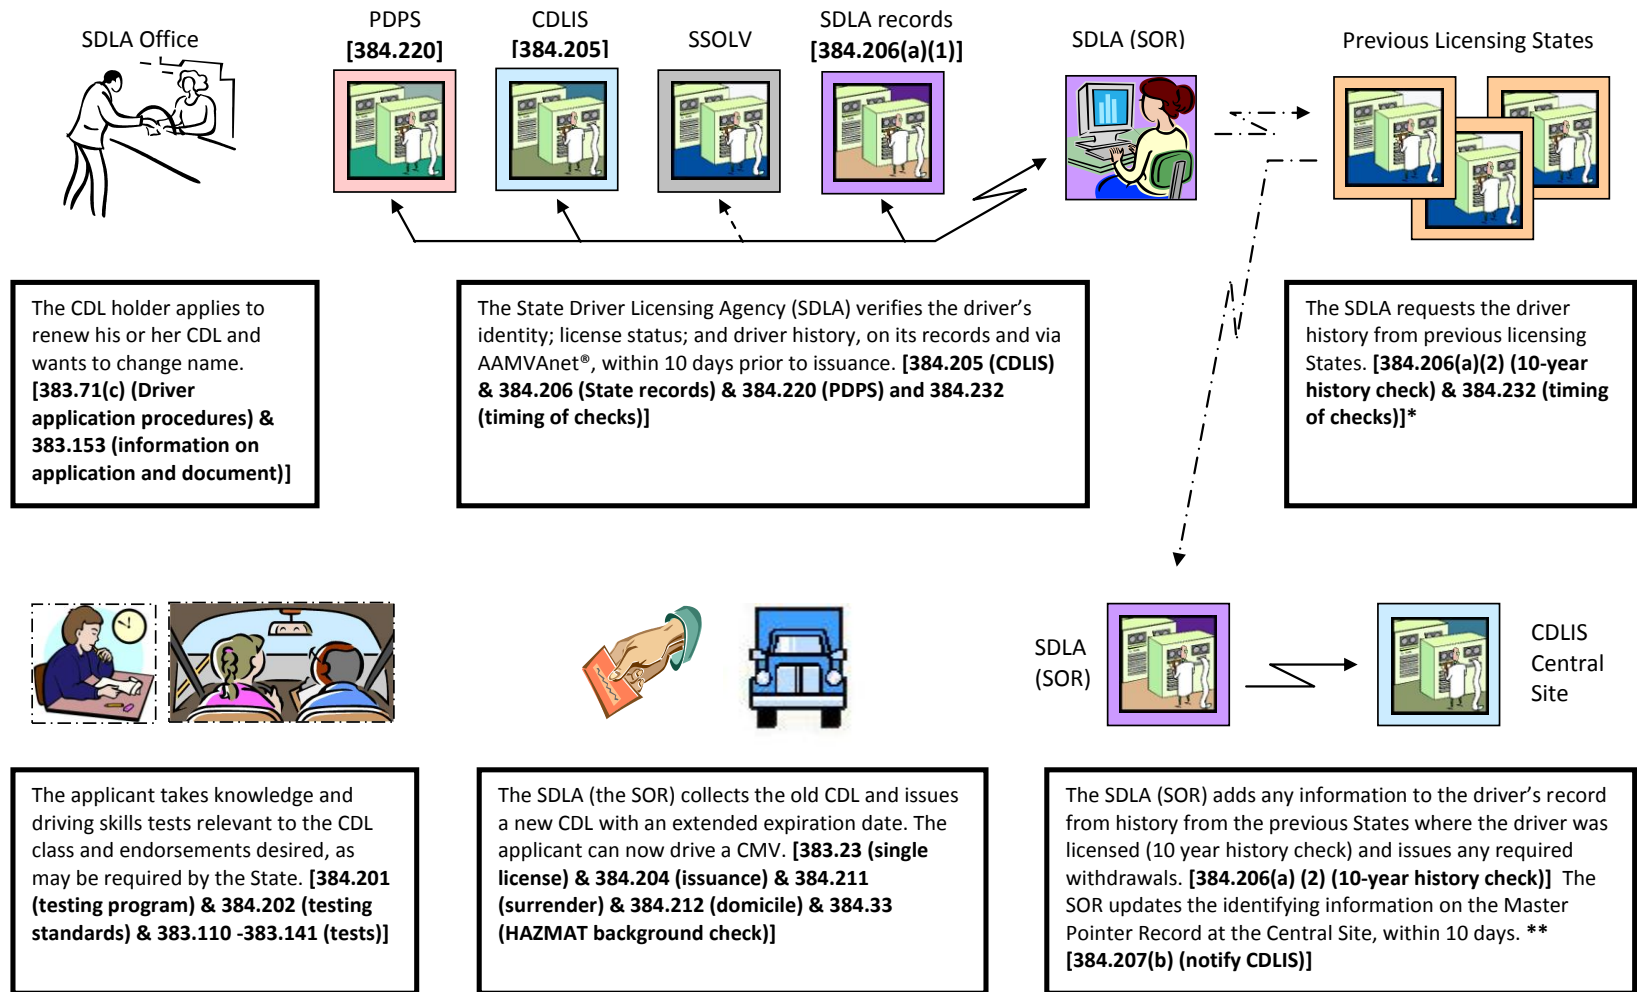 SDLA Office
PDPS
[384.220]
CDLIS
[384.205]
SSOLV
SDLA records
[384.206(a)(1)]
SDLA (SOR)
Previous Licensing States
The CDL holder applies to
renew his or her CDL and
wants to change name.
[383.71(c) (Driver
application procedures) &
383.153 (information on
application and document)]
The State Driver Licensing Agency (SDLA) verifies the driver’s
identity; license status; and driver history, on its records and via
AAMVAnet®, within 10 days prior to issuance. [384.205 (CDLIS)
& 384.206 (State records) & 384.220 (PDPS) and 384.232
(timing of checks)]
The SDLA requests the driver
history from previous licensing
States. [384.206(a)(2) (10-year
history check) & 384.232 (timing
of checks)]*
SDLA
(SOR)
CDLIS
Central
Site
The applicant takes knowledge and
driving skills tests relevant to the CDL
class and endorsements desired, as
may be required by the State. [384.201
(testing program) & 384.202 (testing
standards) & 383.110 -383.141 (tests)]
The SDLA (the SOR) collects the old CDL and issues
a new CDL with an extended expiration date. The
applicant can now drive a CMV. [383.23 (single
license) & 384.204 (issuance) & 384.211
(surrender) & 384.212 (domicile) & 384.33
(HAZMAT background check)]
The SDLA (SOR) adds any information to the driver’s record
from history from the previous States where the driver was
licensed (10 year history check) and issues any required
withdrawals. [384.206(a) (2) (10-year history check)] The
SOR updates the identifying information on the Master
Pointer Record at the Central Site, within 10 days. **
[384.207(b) (notify CDLIS)]